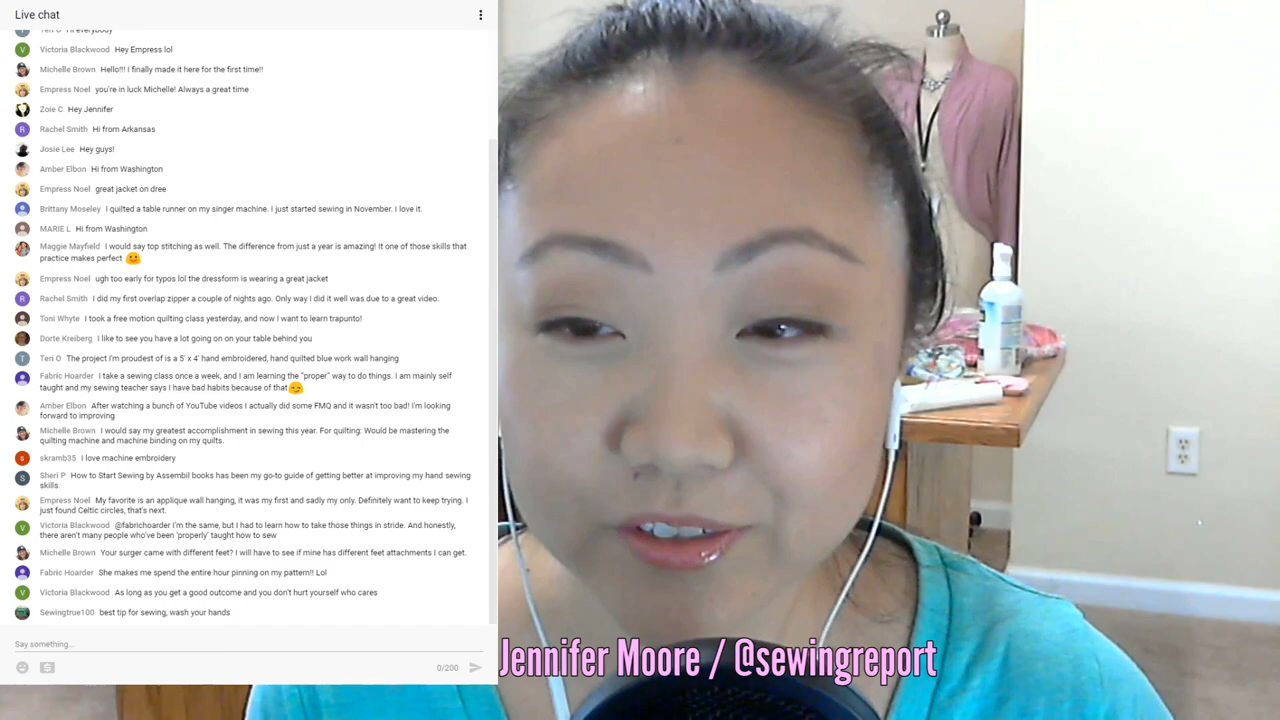 Live chat
Teri O Hi everybody
Victoria Blackwood Hey Empress lol
Michelle Brown Hello!!! I finally made it here for the first time!!
Empress Noel you're in luck Michelle! Always a great time
Zoie C Hey Jennifer
R Rachel Smith Hi from Arkansas
Josie Lee Hey guys!
Amber Elbon Hi from Washington
Empress Noel great jacket on dree
Brittany Moseley I quilted a table runner on my singer machine. I just started sewing in November. I love it.
MARIE L Hi from Washington
Maggie Mayfield I would say top stitching as well. The difference from just a year is amazing! It one of those skills that
practice makes perfect
Empress Noel ugh too early for typos lol the dressform is wearing a great jacket
R Rachel Smith I did my first overlap zipper a couple of nights ago. Only way I did it well was due to a great video.
Toni Whyte I took a free motion quilting class yesterday, and now I want to learn trapunto!
Dorte Kreiberg I like to see you have a lot going on on your table behind you
T Teri O The project I'm proudest of is a 5' x 4' hand embroidered, hand quilted blue work wall hanging
Fabric Hoarder I take a sewing class once a week, and I am learning the "proper" way to do things. I am mainly self
taught and my sewing teacher says I have bad habits because of that
Amber Elbon After watching a bunch of YouTube videos I actually did some FMQ and it wasn't too bad! I'm looking
forward to improving
Michelle Brown I would say my greatest accomplishment in sewing this year. For quilting: Would be mastering the
quilting machine and machine binding on my quilts.
s skramb35 I love machine embroidery
S Sheri P How to Start Sewing by Assembil books has been my go-to guide of getting better at improving my hand sewing
skills.
Empress Noel My favorite is an applique wall hanging, it was my first and sadly my only. Definitely want to keep trying. I
just found Celtic circles, that's next.
V Victoria Blackwood @fabrichoarder I'm the same, but I had to learn how to take those things in stride. And honestly,
there aren't many people who've been 'properly' taught how to sew
Michelle Brown Your surger came with different feet? I will have to see if mine has different feet attachments I can get.
Fabric Hoarder She makes me spend the entire hour pinning on my pattern!! Lol
V Victoria Blackwood As long as you get a good outcome and you don't hurt yourself who cares
Sewingtrue100 best tip for sewing, wash your hands
Say something...
0/200
Jennifer Moore / @sewingreport